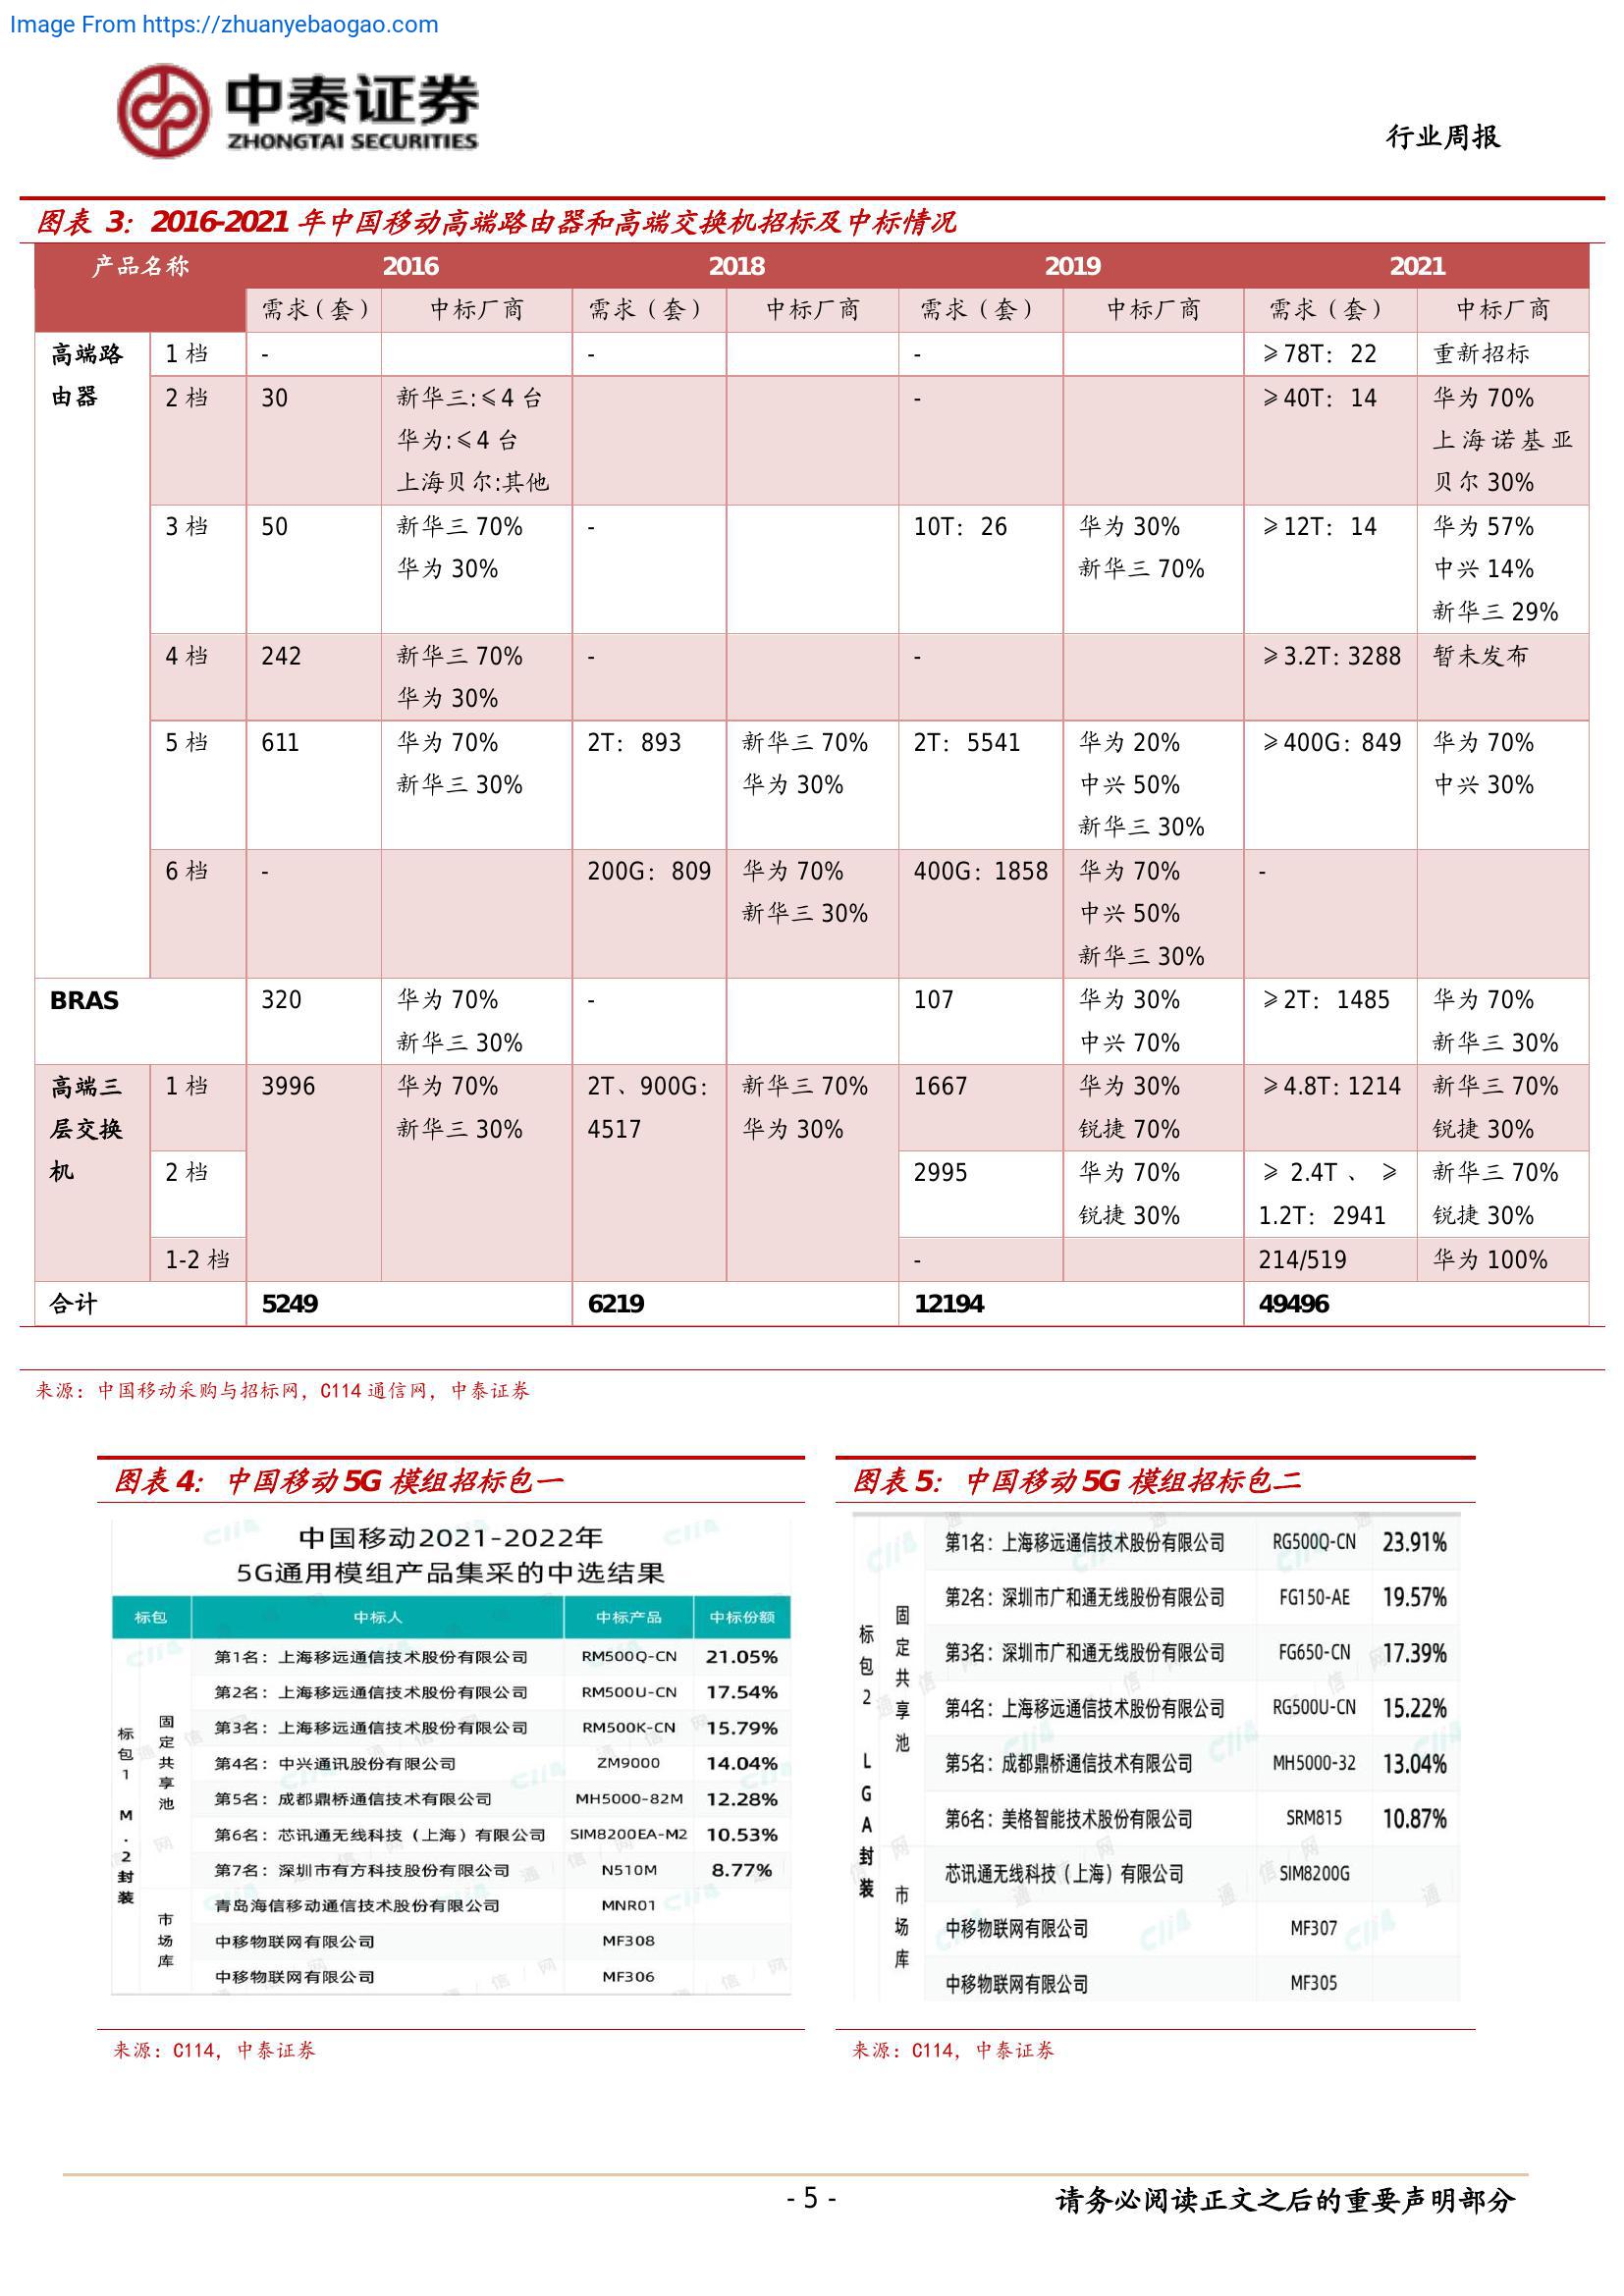 Image From https://zhuanyebaogao.com
中泰证券
ZHONGTAI SECURITIES
行业周报
图表 3：2016-2021 年中国移动高端路由器和高端交换机招标及中标情况
产品名称 2016 2018 2019 2021
需求（套） 中标厂商 需求（套） 中标厂商 需求（套） 中标厂商 需求（套） 中标厂商
高端路 1 档 - - - ≥78T：22 重新招标
由器 2 档 30 新华三:≤4 台 - ≥40T：14 华为 70%
华为:≤4 台 上海诺基亚
上海贝尔:其他 贝尔 30%
3 档 50 新华三 70% - 10T：26 华为 30% ≥12T：14 华为 57%
华为 30% 新华三 70% 中兴 14%
新华三 29%
4 档 242 新华三 70% - - ≥3.2T：3288 暂未发布
华为 30%
5 档 611 华为 70% 2T：893 新华三 70% 2T：5541 华为 20% ≥400G：849 华为 70%
新华三 30% 华为 30% 中兴 50% 中兴 30%
新华三 30%
6 档 - 200G：809 华为 70% 400G：1858 华为 70% -
新华三 30% 中兴 50%
新华三 30%
BRAS 320 华为 70% - 107 华为 30% ≥2T：1485 华为 70%
新华三 30% 中兴 70% 新华三 30%
高端三 1 档 3996 华为 70% 2T、900G： 新华三 70% 1667 华为 30% ≥4.8T：1214 新华三 70%
层交换 新华三 30% 4517 华为 30% 锐捷 70% 锐捷 30%
机 2 档 2995 华为 70% ≥ 2.4T 、 ≥ 新华三 70%
锐捷 30% 1.2T：2941 锐捷 30%
1-2 档 - 214/519 华为 100%
合计 5249 6219 12194 49496
来源：中国移动采购与招标网，C114 通信网，中泰证券
图表 4：中国移动 5G 模组招标包一
中国移动2021-2022年
5G通用模组产品集采的中选结果
标包 中标人 中标产品 中标份额
标包1 M.2封装
固定共享池
第1名：上海移远通信技术股份有限公司 RM500Q-CN 21.05%
第2名：上海移远通信技术股份有限公司 RM500U-CN 17.54%
第3名：上海移远通信技术股份有限公司 RM500K-CN 15.79%
第4名：中兴通讯股份有限公司 ZM9000 14.04%
第5名：成都鼎桥通信技术有限公司 MH5000-82M 12.28%
第6名：芯讯通无线科技（上海）有限公司 SIM8200EA-M2 10.53%
第7名：深圳市有方科技股份有限公司 N510M 8.77%
市场库
青岛海信移动通信技术股份有限公司 MNR01
中移物联网有限公司 MF308
中移物联网有限公司 MF306
来源：C114，中泰证券
图表 5：中国移动 5G 模组招标包二
标包2 LGA封装
固定共享池
第1名：上海移远通信技术股份有限公司 RG500Q-CN 23.91%
第2名：深圳市广和通无线股份有限公司 FG150-AE 19.57%
第3名：深圳市广和通无线股份有限公司 FG650-CN 17.39%
第4名：上海移远通信技术股份有限公司 RG500U-CN 15.22%
第5名：成都鼎桥通信技术有限公司 MH5000-32 13.04%
第6名：美格智能技术股份有限公司 SRM815 10.87%
市场库
芯讯通无线科技（上海）有限公司 SIM8200G
中移物联网有限公司 MF307
中移物联网有限公司 MF305
来源：C114，中泰证券
- 5 -
请务必阅读正文之后的重要声明部分